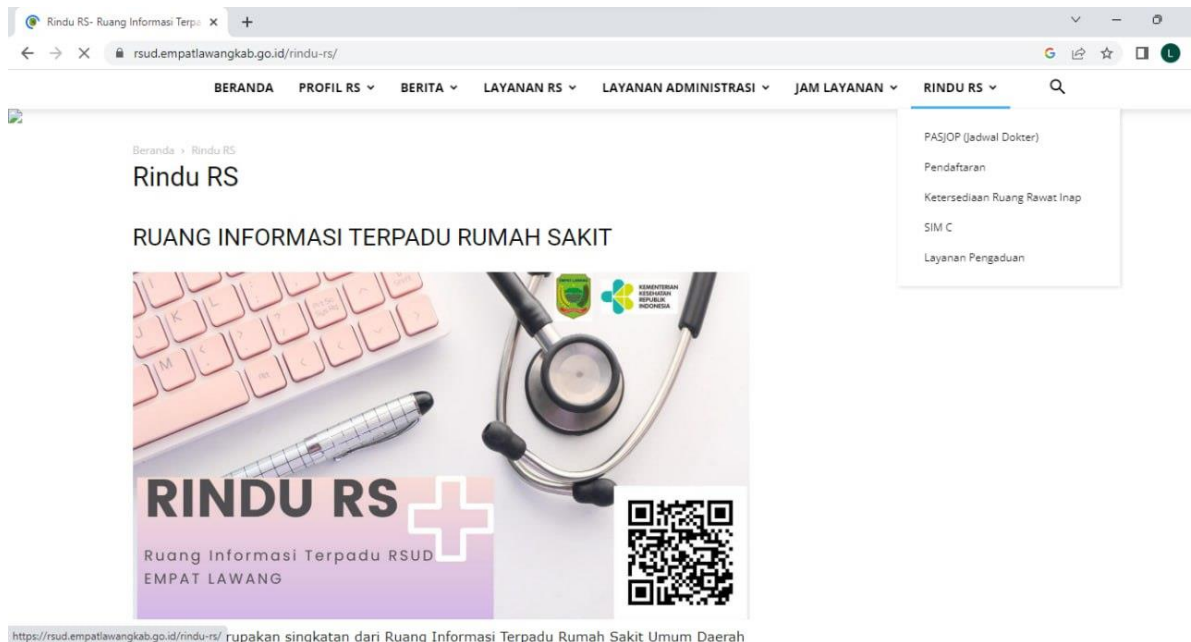 Rindu RS- Ruang Informasi Terpa
rsud.empatlawangkab.go.id/rindu-rs/
G
L
BERANDA PROFIL RS BERITA LAYANAN RS LAYANAN ADMINISTRASI JAM LAYANAN RINDU RS
PASJOP (Jadwal Dokter)
Pendaftaran
Ketersediaan Ruang Rawat Inap
SIM C
Layanan Pengaduan
Beranda › Rindu RS
Rindu RS
RUANG INFORMASI TERPADU RUMAH SAKIT
EMPAT LAWANG
KEMENTERIAN
KESEHATAN
REPUBLIK
INDONESIA
RINDU RS
Ruang Informasi Terpadu RSUD
EMPAT LAWANG
https://rsud.empatlawangkab.go.id/rindu-rs/ rupakan singkatan dari Ruang Informasi Terpadu Rumah Sakit Umum Daerah